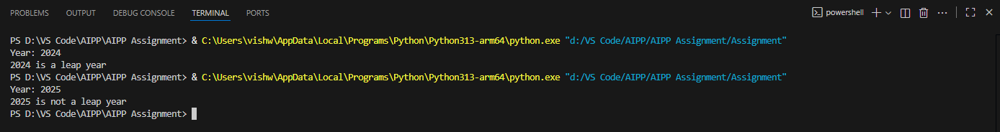 PROBLEMS OUTPUT DEBUG CONSOLE TERMINAL PORTS powershell
PS D:\VS Code\AIPP\AIPP Assignment> & C:\Users\vishw\AppData\Local\Programs\Python\Python313-arm64\python.exe "d:/VS Code/AIPP/AIPP Assignment/Assignment"
Year: 2024
2024 is a leap year
PS D:\VS Code\AIPP\AIPP Assignment> & C:\Users\vishw\AppData\Local\Programs\Python\Python313-arm64\python.exe "d:/VS Code/AIPP/AIPP Assignment/Assignment"
Year: 2025
2025 is not a leap year
PS D:\VS Code\AIPP\AIPP Assignment>